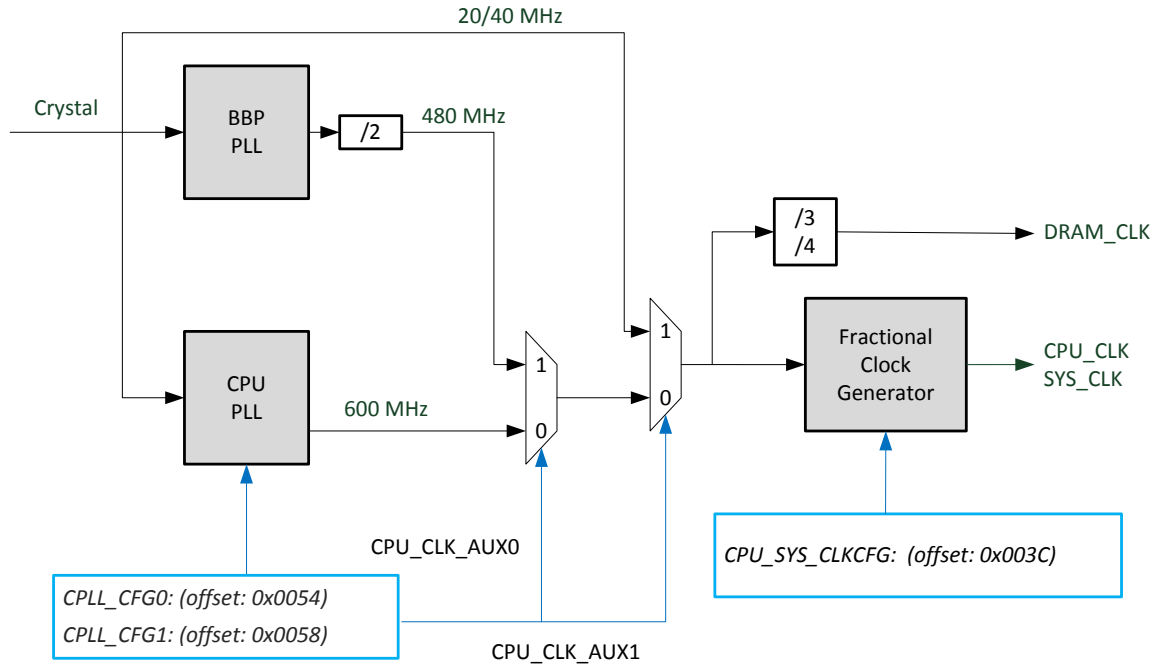 20/40 MHz
Crystal
BBP
PLL
/2
480 MHz
/3
/4
DRAM_CLK
CPU
PLL
600 MHz
1
0
1
0
Fractional
Clock
Generator
CPU_CLK
SYS_CLK
CPU_CLK_AUX0
CPU_SYS_CLKCFG: (offset: 0x003C)
CPLL_CFG0: (offset: 0x0054)
CPLL_CFG1: (offset: 0x0058)
CPU_CLK_AUX1